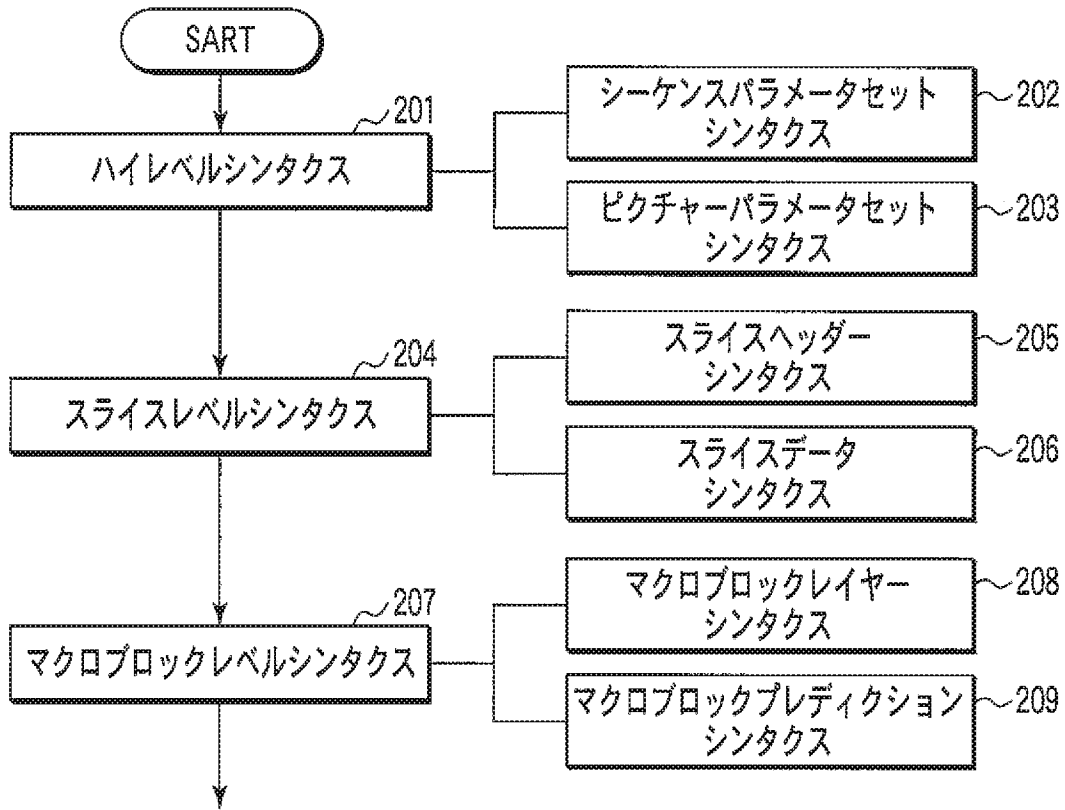 SART
201
ハイレベルシンタクス
シーケンスパラメータセット
シンタクス
202
ピクチャーパラメータセット
シンタクス
203
204
スライスレベルシンタクス
スライスヘッダー
シンタクス
205
スライスデータ
シンタクス
206
207
マクロブロックレベルシンタクス
マクロブロックレイヤー
シンタクス
208
マクロブロックプレディクション
シンタクス
209